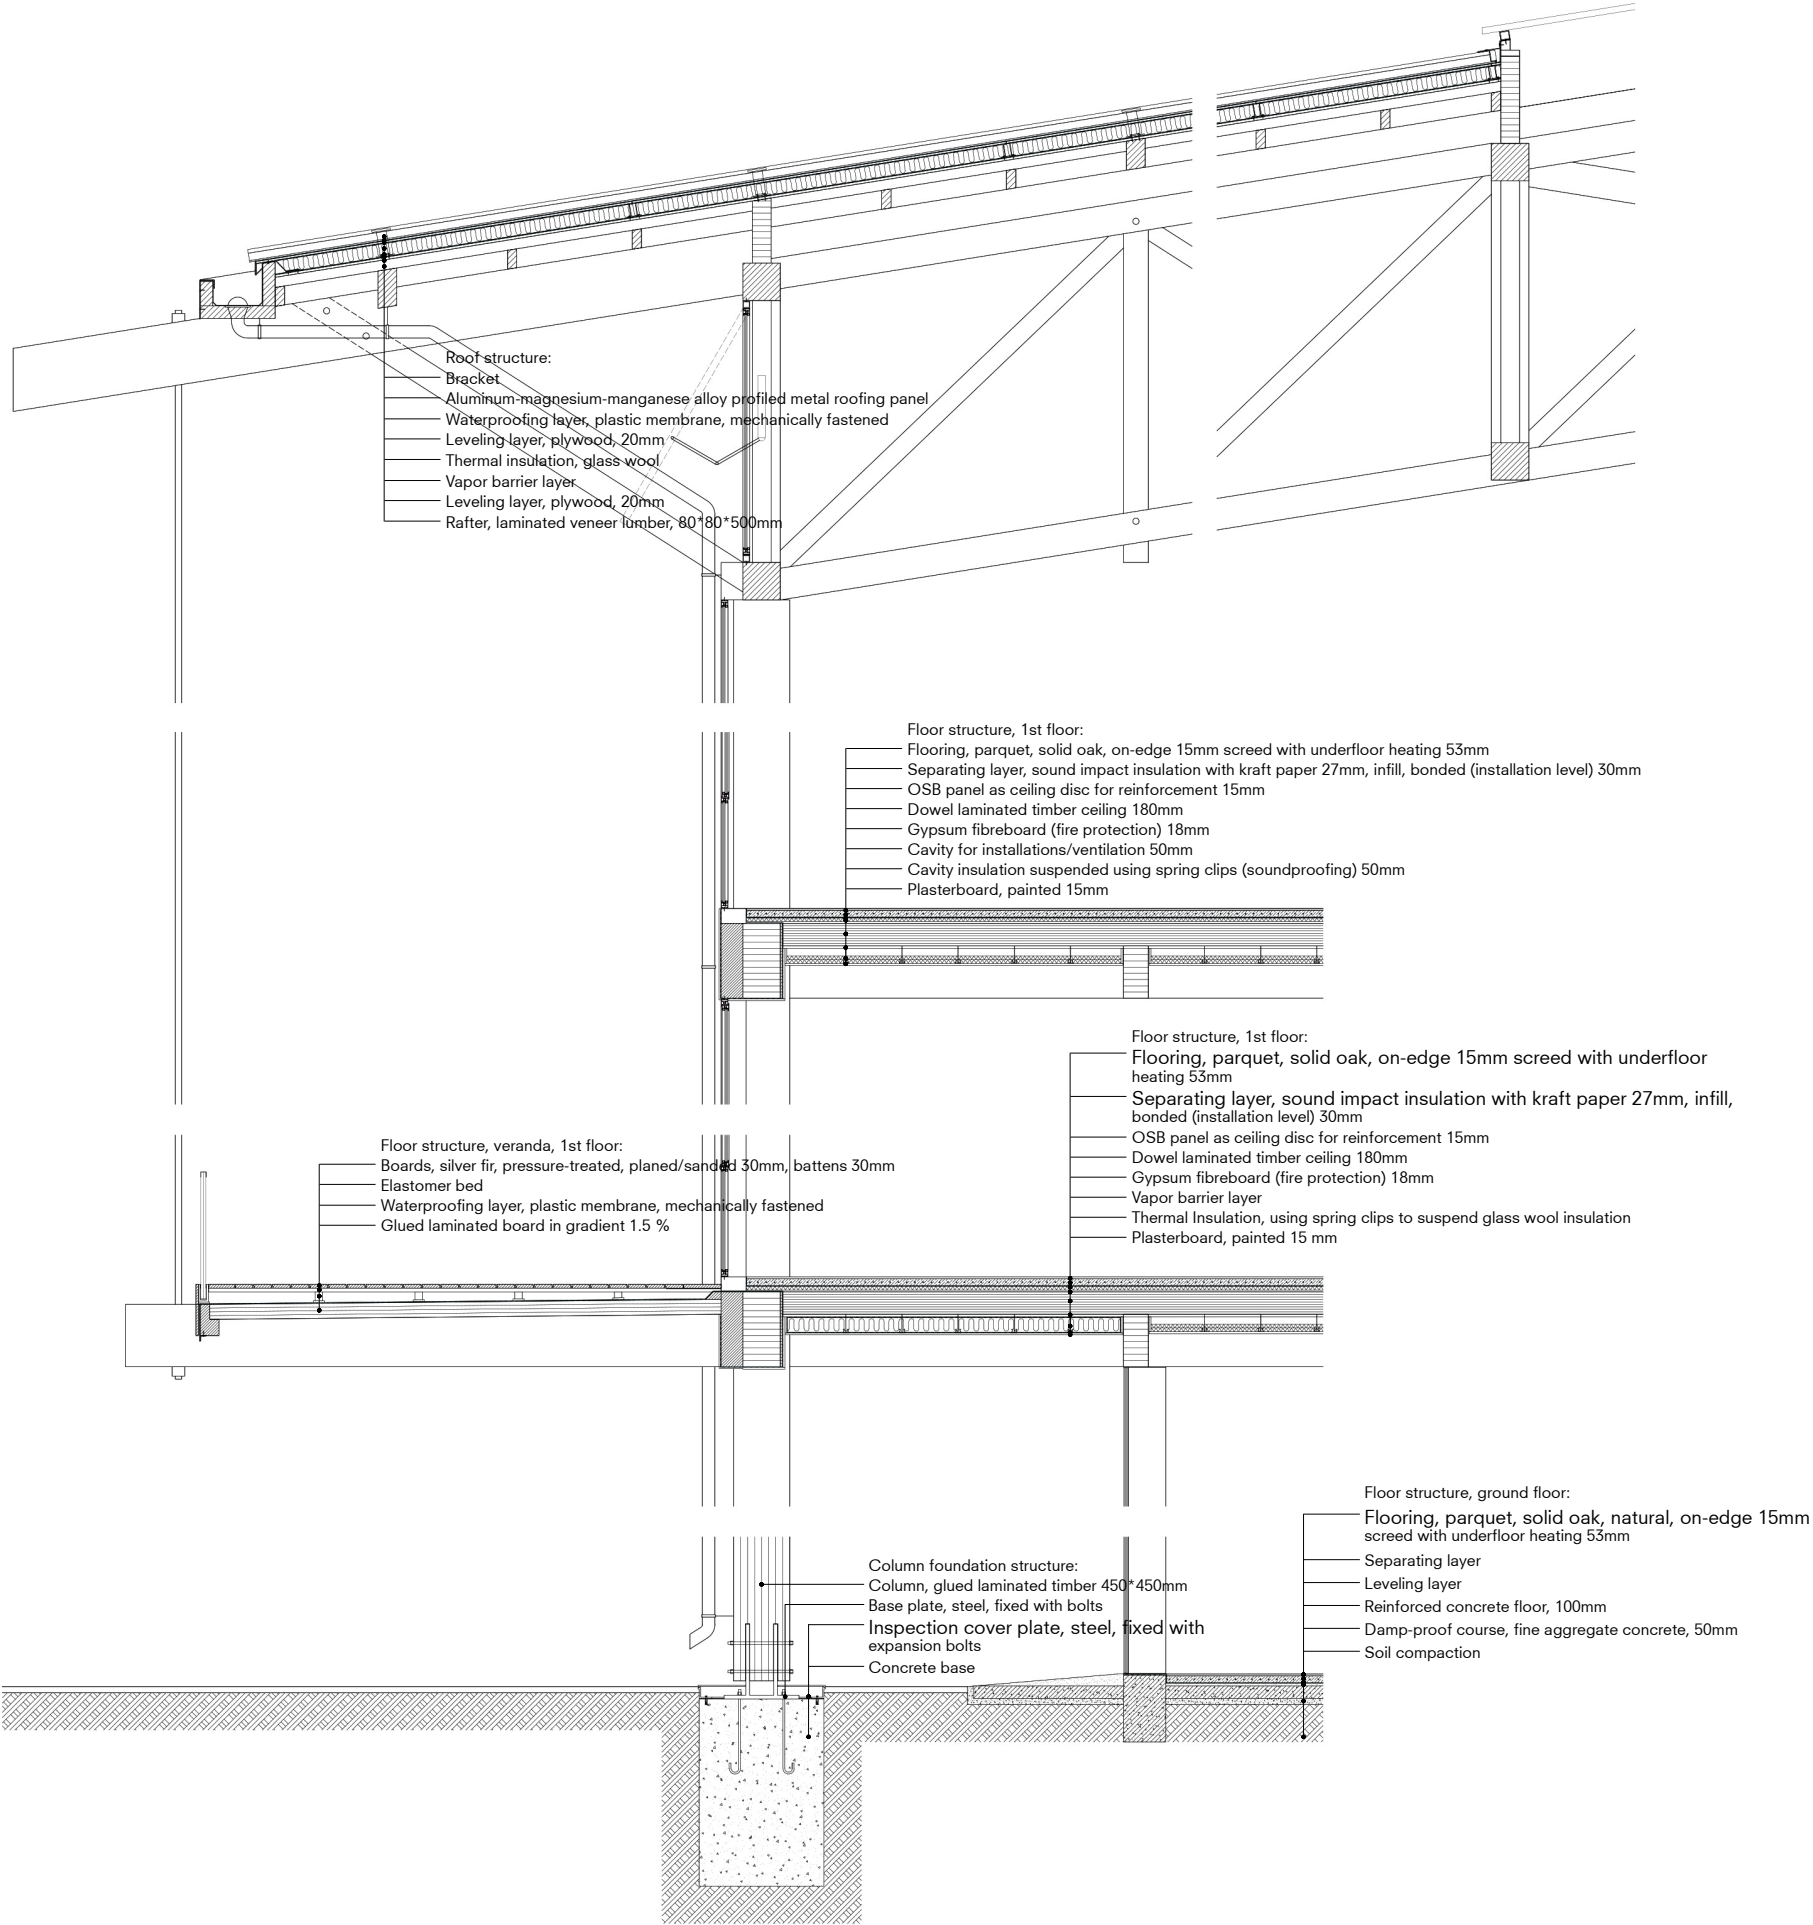 Roof structure:
Bracket
Aluminum-magnesium-manganese alloy profiled metal roofing panel
Waterproofing layer, plastic membrane, mechanically fastened
Leveling layer, plywood, 20mm
Thermal insulation, glass wool
Vapor barrier layer
Leveling layer, plywood, 20mm
Rafter, laminated veneer lumber, 80*80*500mm
Floor structure, 1st floor:
Flooring, parquet, solid oak, on-edge 15mm screed with underfloor heating 53mm
Separating layer, sound impact insulation with kraft paper 27mm, infill, bonded (installation level) 30mm
OSB panel as ceiling disc for reinforcement 15mm
Dowel laminated timber ceiling 180mm
Gypsum fibreboard (fire protection) 18mm
Cavity for installations/ventilation 50mm
Cavity insulation suspended using spring clips (soundproofing) 50mm
Plasterboard, painted 15mm
Floor structure, 1st floor:
Flooring, parquet, solid oak, on-edge 15mm screed with underfloor
heating 53mm
Separating layer, sound impact insulation with kraft paper 27mm, infill,
bonded (installation level) 30mm
OSB panel as ceiling disc for reinforcement 15mm
Dowel laminated timber ceiling 180mm
Gypsum fibreboard (fire protection) 18mm
Vapor barrier layer
Thermal Insulation, using spring clips to suspend glass wool insulation
Plasterboard, painted 15 mm
Floor structure, veranda, 1st floor:
Boards, silver fir, pressure-treated, planed/sanded 30mm, battens 30mm
Elastomer bed
Waterproofing layer, plastic membrane, mechanically fastened
Glued laminated board in gradient 1.5 %
Floor structure, ground floor:
Flooring, parquet, solid oak, natural, on-edge 15mm
screed with underfloor heating 53mm
Separating layer
Leveling layer
Reinforced concrete floor, 100mm
Damp-proof course, fine aggregate concrete, 50mm
Soil compaction
Column foundation structure:
Column, glued laminated timber 450*450mm
Base plate, steel, fixed with bolts
Inspection cover plate, steel, fixed with
expansion bolts
Concrete base